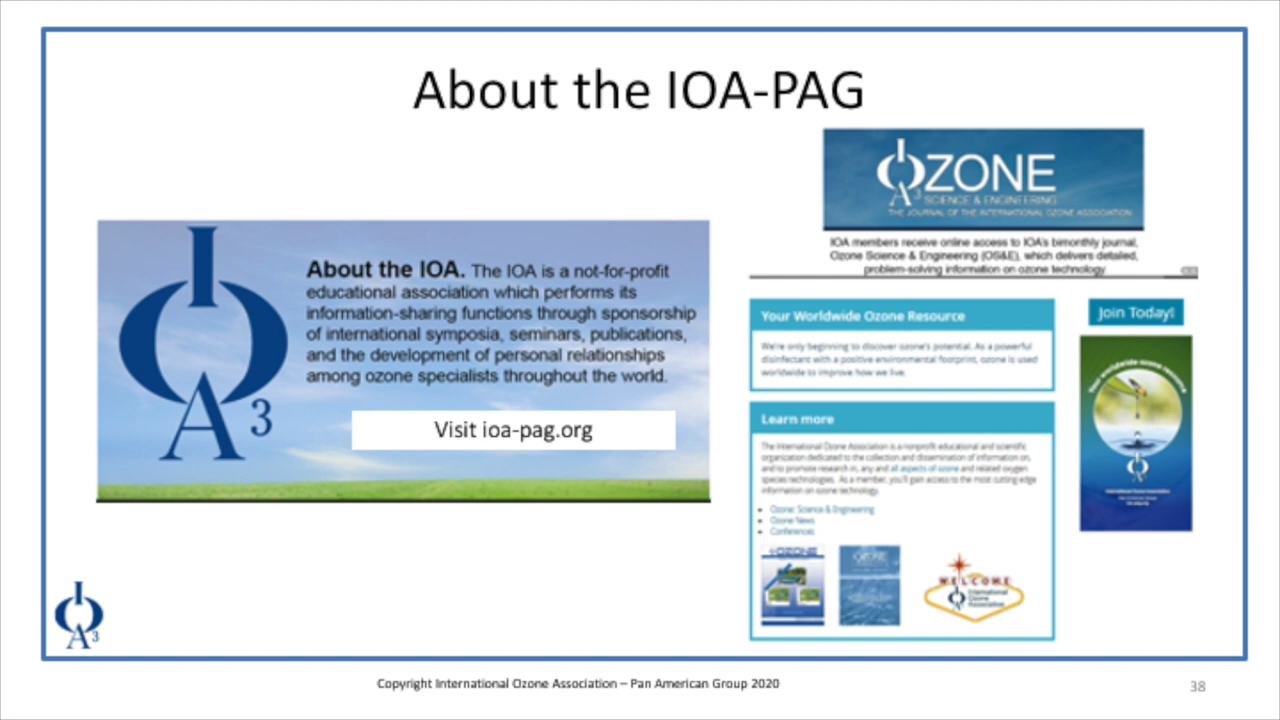 About the IOA-PAG
IOA3
About the IOA. The IOA is a not-for-profit
educational association which performs its
information-sharing functions through sponsorship
of international symposia, seminars, publications,
and the development of personal relationships
among ozone specialists throughout the world.
Visit ioa-pag.org
IOA3
OZONE
SCIENCE & ENGINEERING
THE JOURNAL OF THE INTERNATIONAL OZONE ASSOCIATION
IOA members receive online access to IOA's bimonthly journal,
Ozone Science & Engineering (OS&E), which delivers detailed,
problem-solving information on ozone technology
Your Worldwide Ozone Resource
We're only beginning to discover ozone's potential. As a powerful
disinfectant with a positive environmental footprint, ozone is used
worldwide to improve how we live.
Join Today!
Your worldwide ozone resource
Learn more
The International Ozone Association is a nonprofit educational and scientific
organization dedicated to the collection and dissemination of information on,
and to promote research in, any and all aspects of ozone and related oxygen
species technologies. As a member, you'll gain access to the most cutting edge
information on ozone technology.
• Ozone: Science & Engineering
• Ozone News
• Conferences
OZONE
OZONE
WELCOME
International
Ozone
Association
IOA3
Copyright International Ozone Association – Pan American Group 2020
38